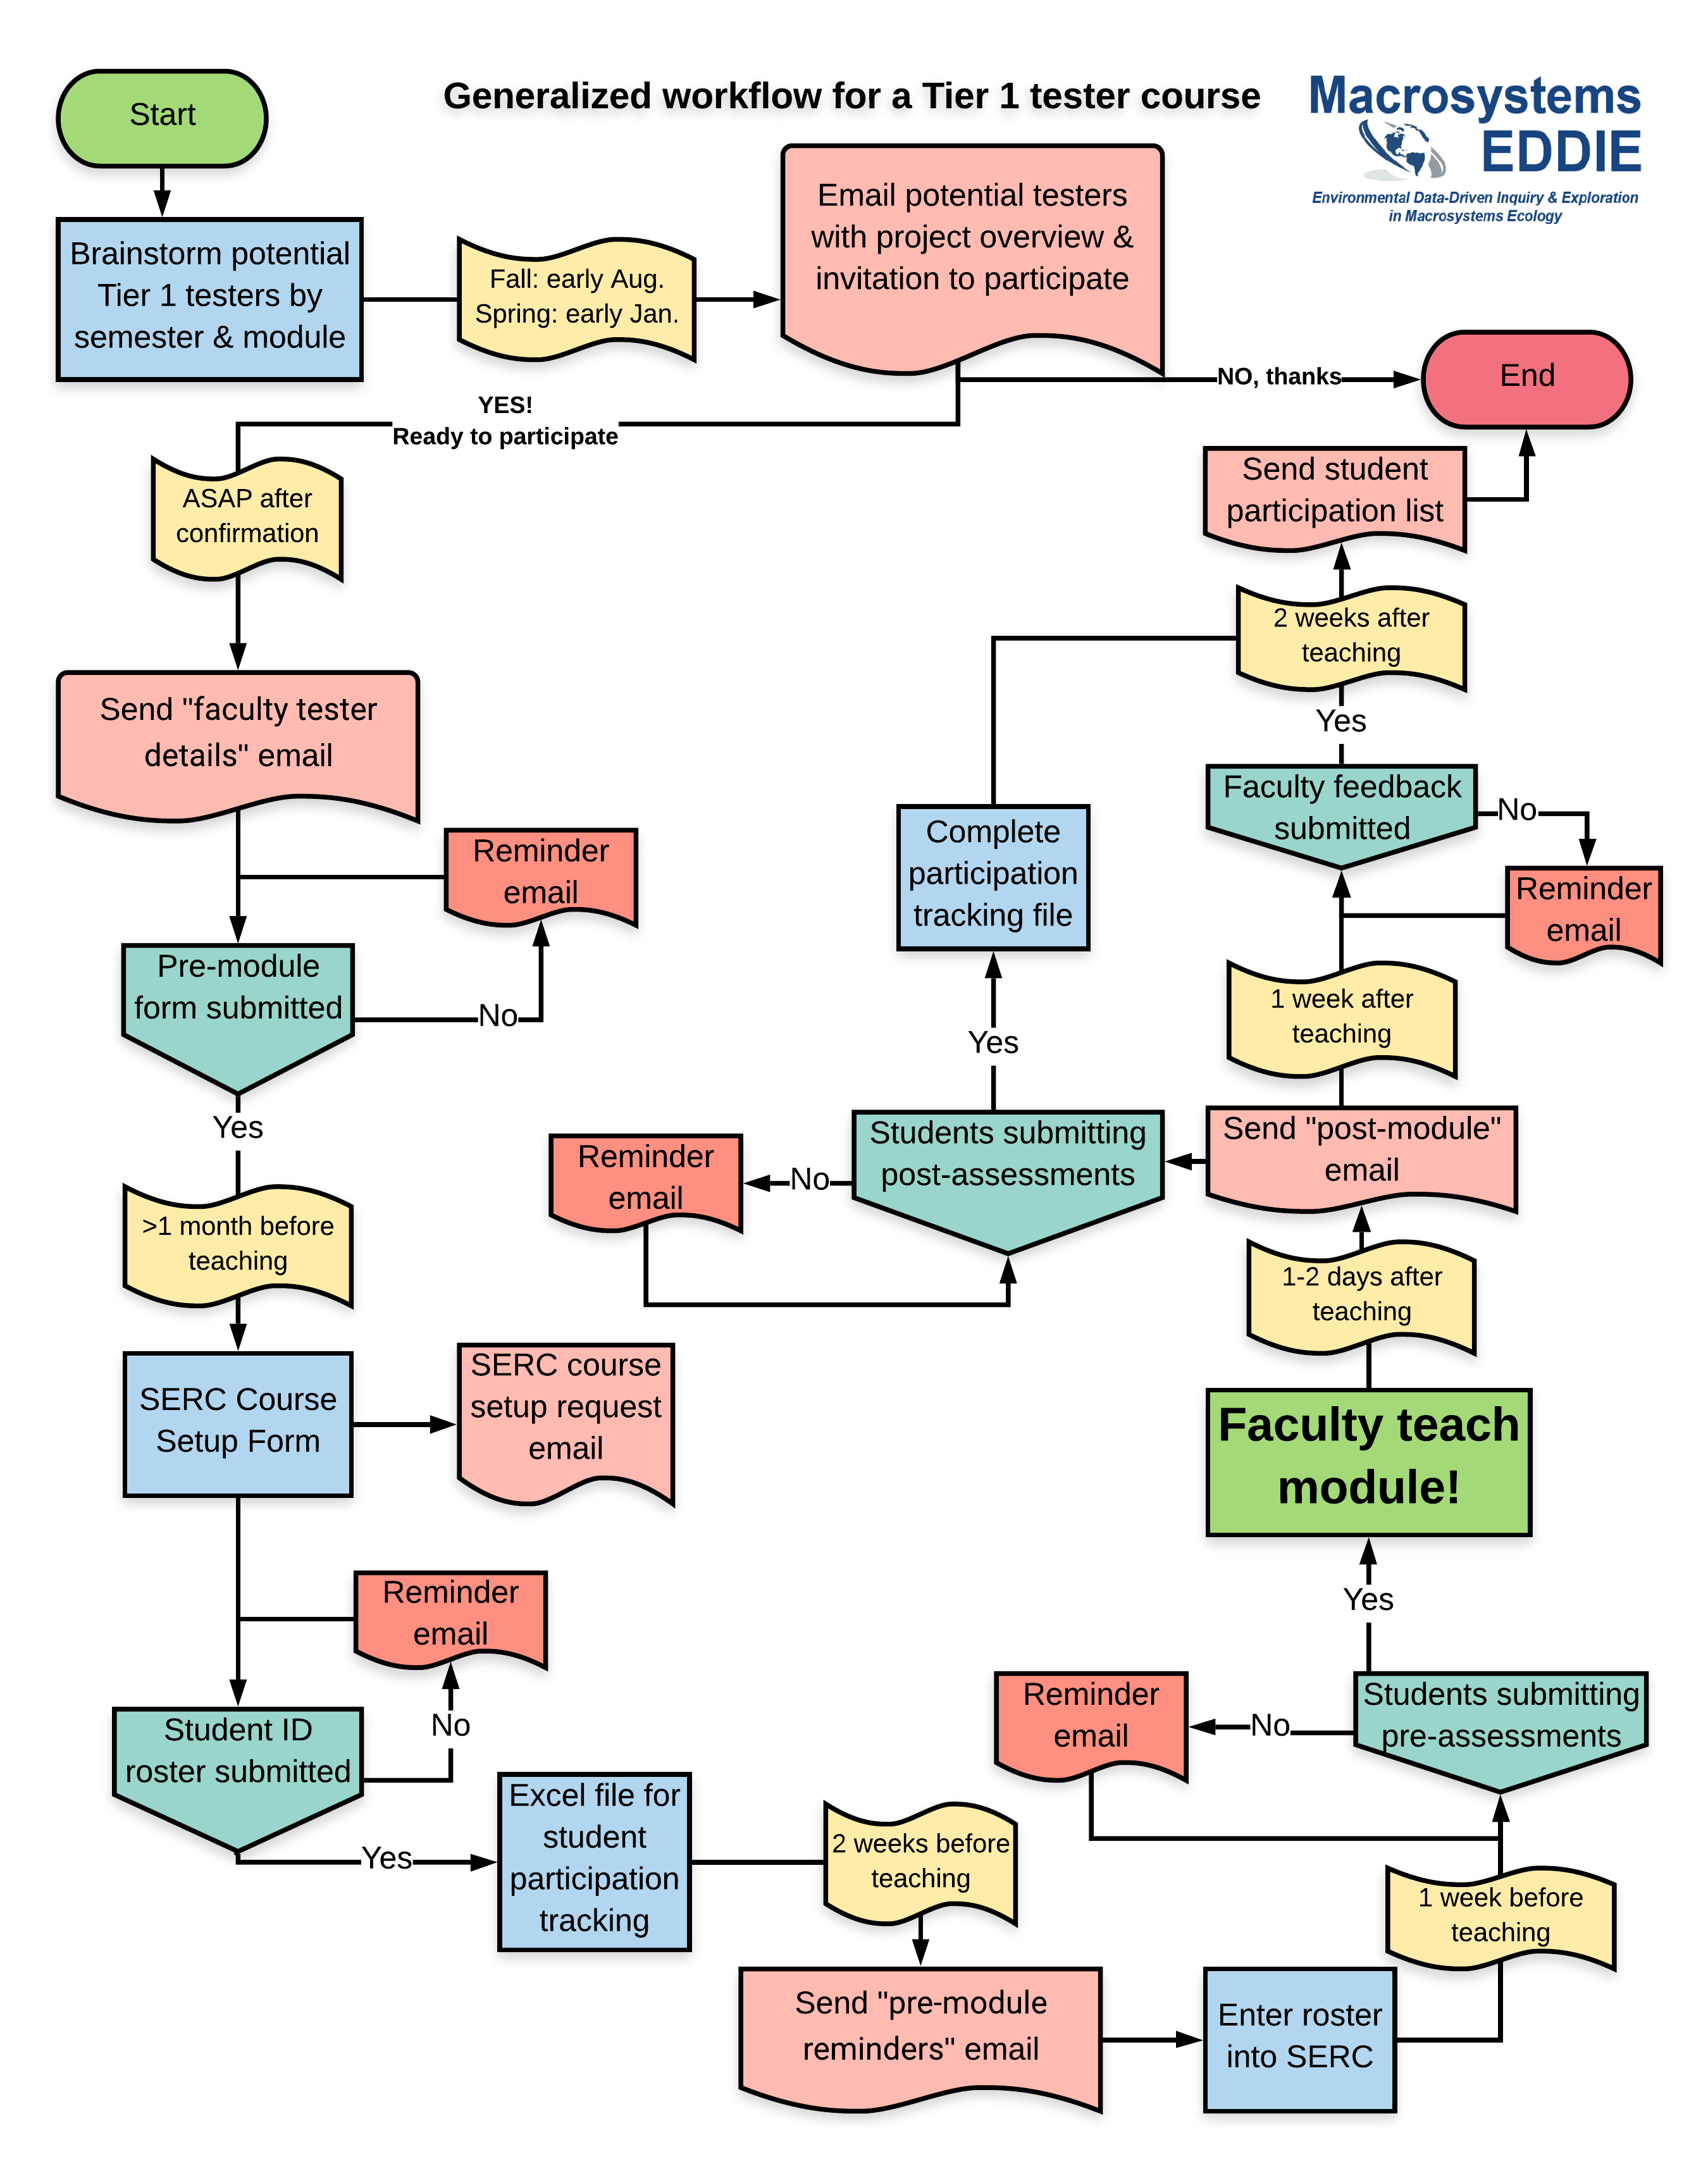 Start
Generalized workflow for a Tier 1 tester course
Macrosystems
EDDIE
Environmental Data-Driven Inquiry & Exploration
in Macrosystems Ecology
Brainstorm potential
Tier 1 testers by
semester & module
Fall: early Aug.
Spring: early Jan.
Email potential testers
with project overview &
invitation to participate
NO, thanks
End
YES!
Ready to participate
ASAP after
confirmation
Send "faculty tester
details" email
Reminder
email
Pre-module
form submitted
No
Yes
>1 month before
teaching
SERC Course
Setup Form
SERC course
setup request
email
Reminder
email
No
Student ID
roster submitted
Yes
Excel file for
student
participation
tracking
2 weeks before
teaching
Send "pre-module
reminders" email
Enter roster
into SERC
1 week before
teaching
Students submitting
pre-assessments
No
Reminder
email
Yes
Faculty teach
module!
1-2 days after
teaching
Send "post-module"
email
Students submitting
post-assessments
No
Reminder
email
Yes
Complete
participation
tracking file
1 week after
teaching
Faculty feedback
submitted
No
Reminder
email
Yes
2 weeks after
teaching
Send student
participation list